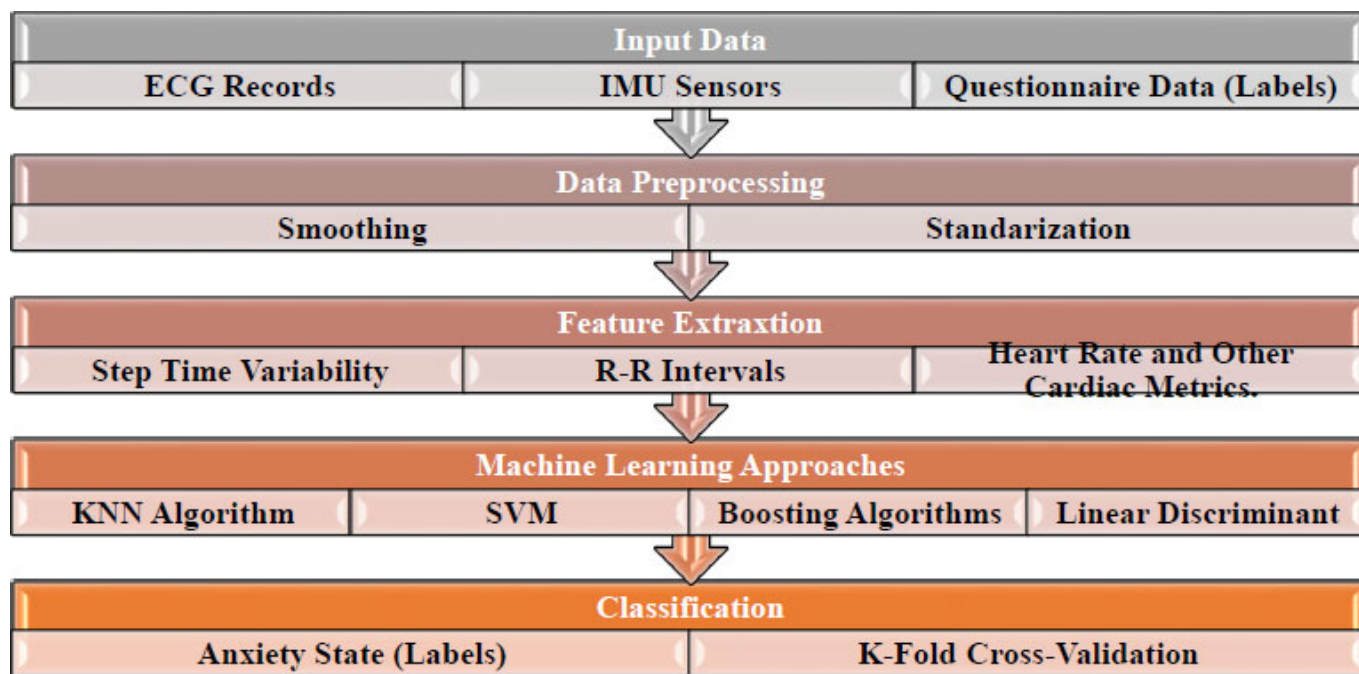 Input Data
ECG Records
IMU Sensors
Questionnaire Data (Labels)
Data Preprocessing
Smoothing
Standarization
Feature Extraxtion
Step Time Variability
R-R Intervals
Heart Rate and Other
Cardiac Metrics.
Machine Learning Approaches
KNN Algorithm
SVM
Boosting Algorithms
Linear Discriminant
Classification
Anxiety State (Labels)
K-Fold Cross-Validation